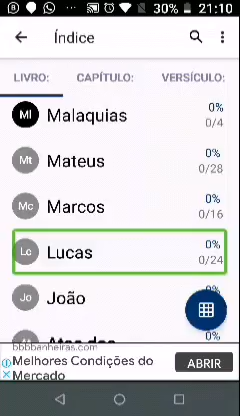 30% 21:10
Índice
LIVRO: CAPÍTULO: VERSÍCULO:
Ml Malaquias 0%
0/4
Mt Mateus 0%
0/28
Mc Marcos 0%
0/16
Lc Lucas 0%
0/24
Jo João 0%
bbbbanheiras.com
Melhores Condições do
Mercado
ABRIR